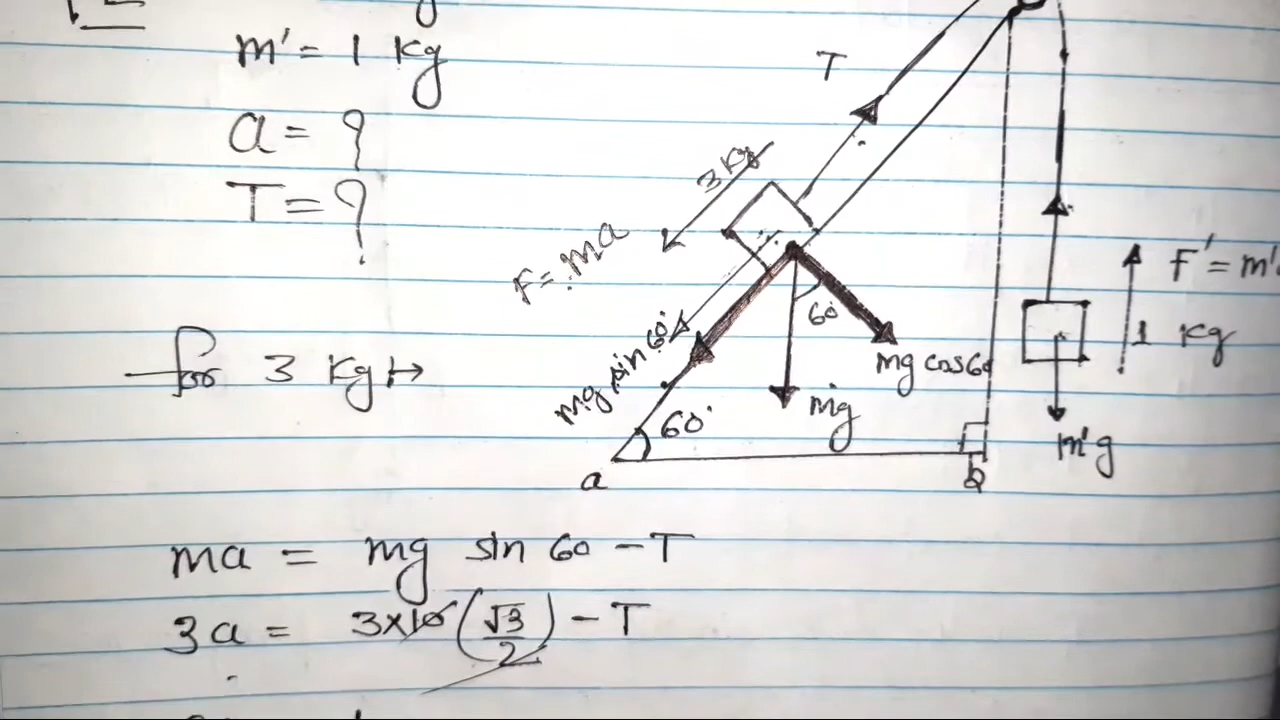 m' = 1 Kg
a = ?
T = ?
T
3 Kg
F = ma
F' = m'
1 Kg
60°
mg sin 60°
mg cos 60
mg
60°
m'g
a
b
for 3 Kg ↦
ma = mg sin 60 - T
3a = 3×10 (√3/2) - T